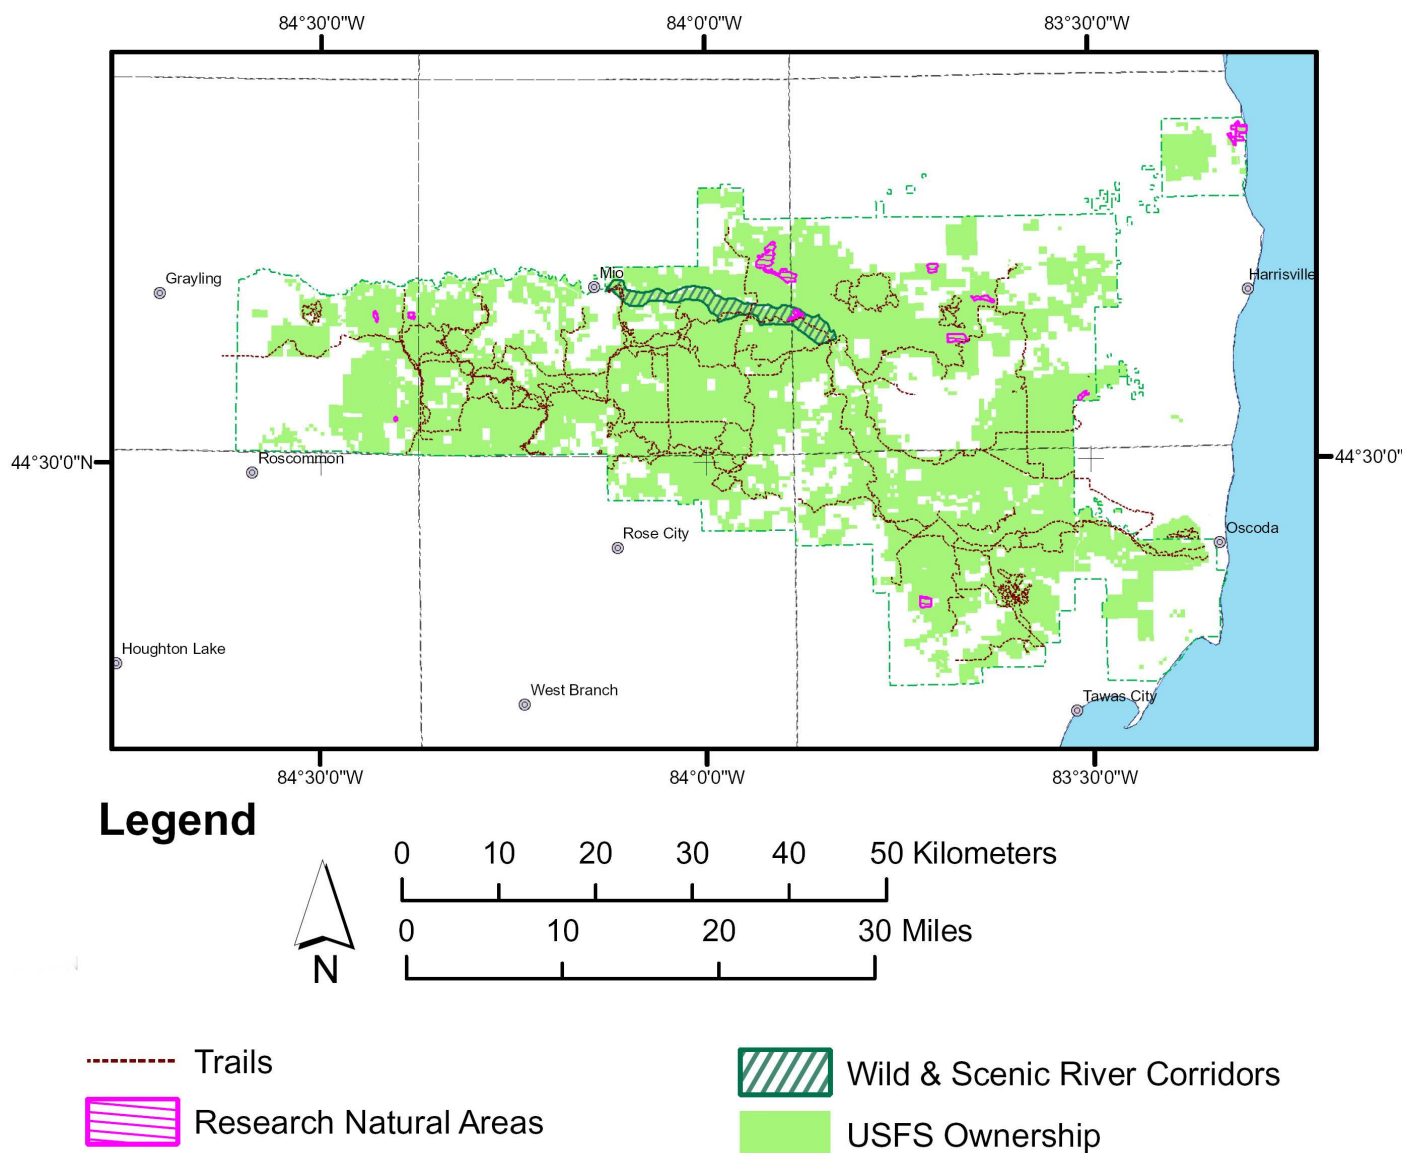 84°30'0"W 84°0'0"W 83°30'0"W
Grayling
Mio
Harrisville
44°30'0"N
44°30'0"
Roscommon
Rose City
Oscoda
Houghton Lake
West Branch
Tawas City
84°30'0"W 84°0'0"W 83°30'0"W
Legend
0 10 20 30 40 50 Kilometers
0 10 20 30 Miles
N
Trails
Wild & Scenic River Corridors
Research Natural Areas
USFS Ownership